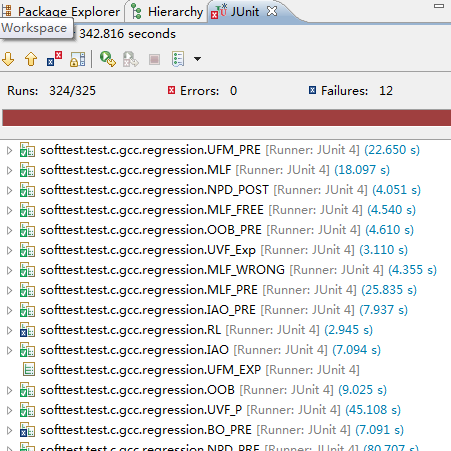 Package Explorer Hierarchy JUnit
Workspace
342.816 seconds
Runs: 324/325 Errors: 0 Failures: 12
softtest.test.c.gcc.regression.UFM_PRE [Runner: JUnit 4] (22.650 s)
softtest.test.c.gcc.regression.MLF [Runner: JUnit 4] (18.097 s)
softtest.test.c.gcc.regression.NPD_POST [Runner: JUnit 4] (4.051 s)
softtest.test.c.gcc.regression.MLF_FREE [Runner: JUnit 4] (4.540 s)
softtest.test.c.gcc.regression.OOB_PRE [Runner: JUnit 4] (4.610 s)
softtest.test.c.gcc.regression.UVF_Exp [Runner: JUnit 4] (3.110 s)
softtest.test.c.gcc.regression.MLF_WRONG [Runner: JUnit 4] (4.355 s)
softtest.test.c.gcc.regression.MLF_PRE [Runner: JUnit 4] (25.835 s)
softtest.test.c.gcc.regression.IAO_PRE [Runner: JUnit 4] (7.937 s)
softtest.test.c.gcc.regression.RL [Runner: JUnit 4] (2.945 s)
softtest.test.c.gcc.regression.IAO [Runner: JUnit 4] (7.094 s)
softtest.test.c.gcc.regression.UFM_EXP [Runner: JUnit 4]
softtest.test.c.gcc.regression.OOB [Runner: JUnit 4] (9.025 s)
softtest.test.c.gcc.regression.UVF_P [Runner: JUnit 4] (45.108 s)
softtest.test.c.gcc.regression.BO_PRE [Runner: JUnit 4] (7.091 s)
softtest.test.c.gcc.regression.NPD_PRE [Runner: JUnit 4] (80.707 s)